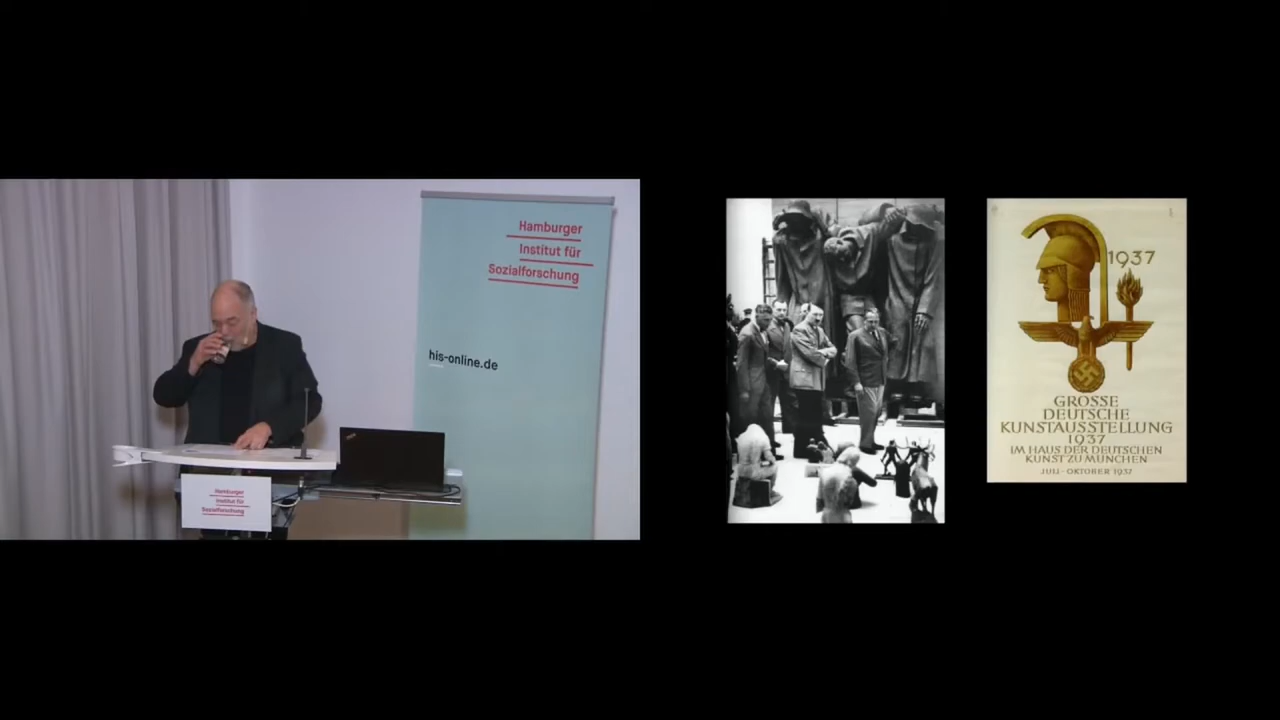 Hamburger
Institut für
Sozialforschung
his-online.de
Hamburger
Institut für
Sozialforschung
1937
GROSSE
DEUTSCHE
KUNSTAUSSTELLUNG
1937
IM HAUS DER DEUTSCHEN
KUNST ZU MÜNCHEN
JULI - OKTOBER 1937